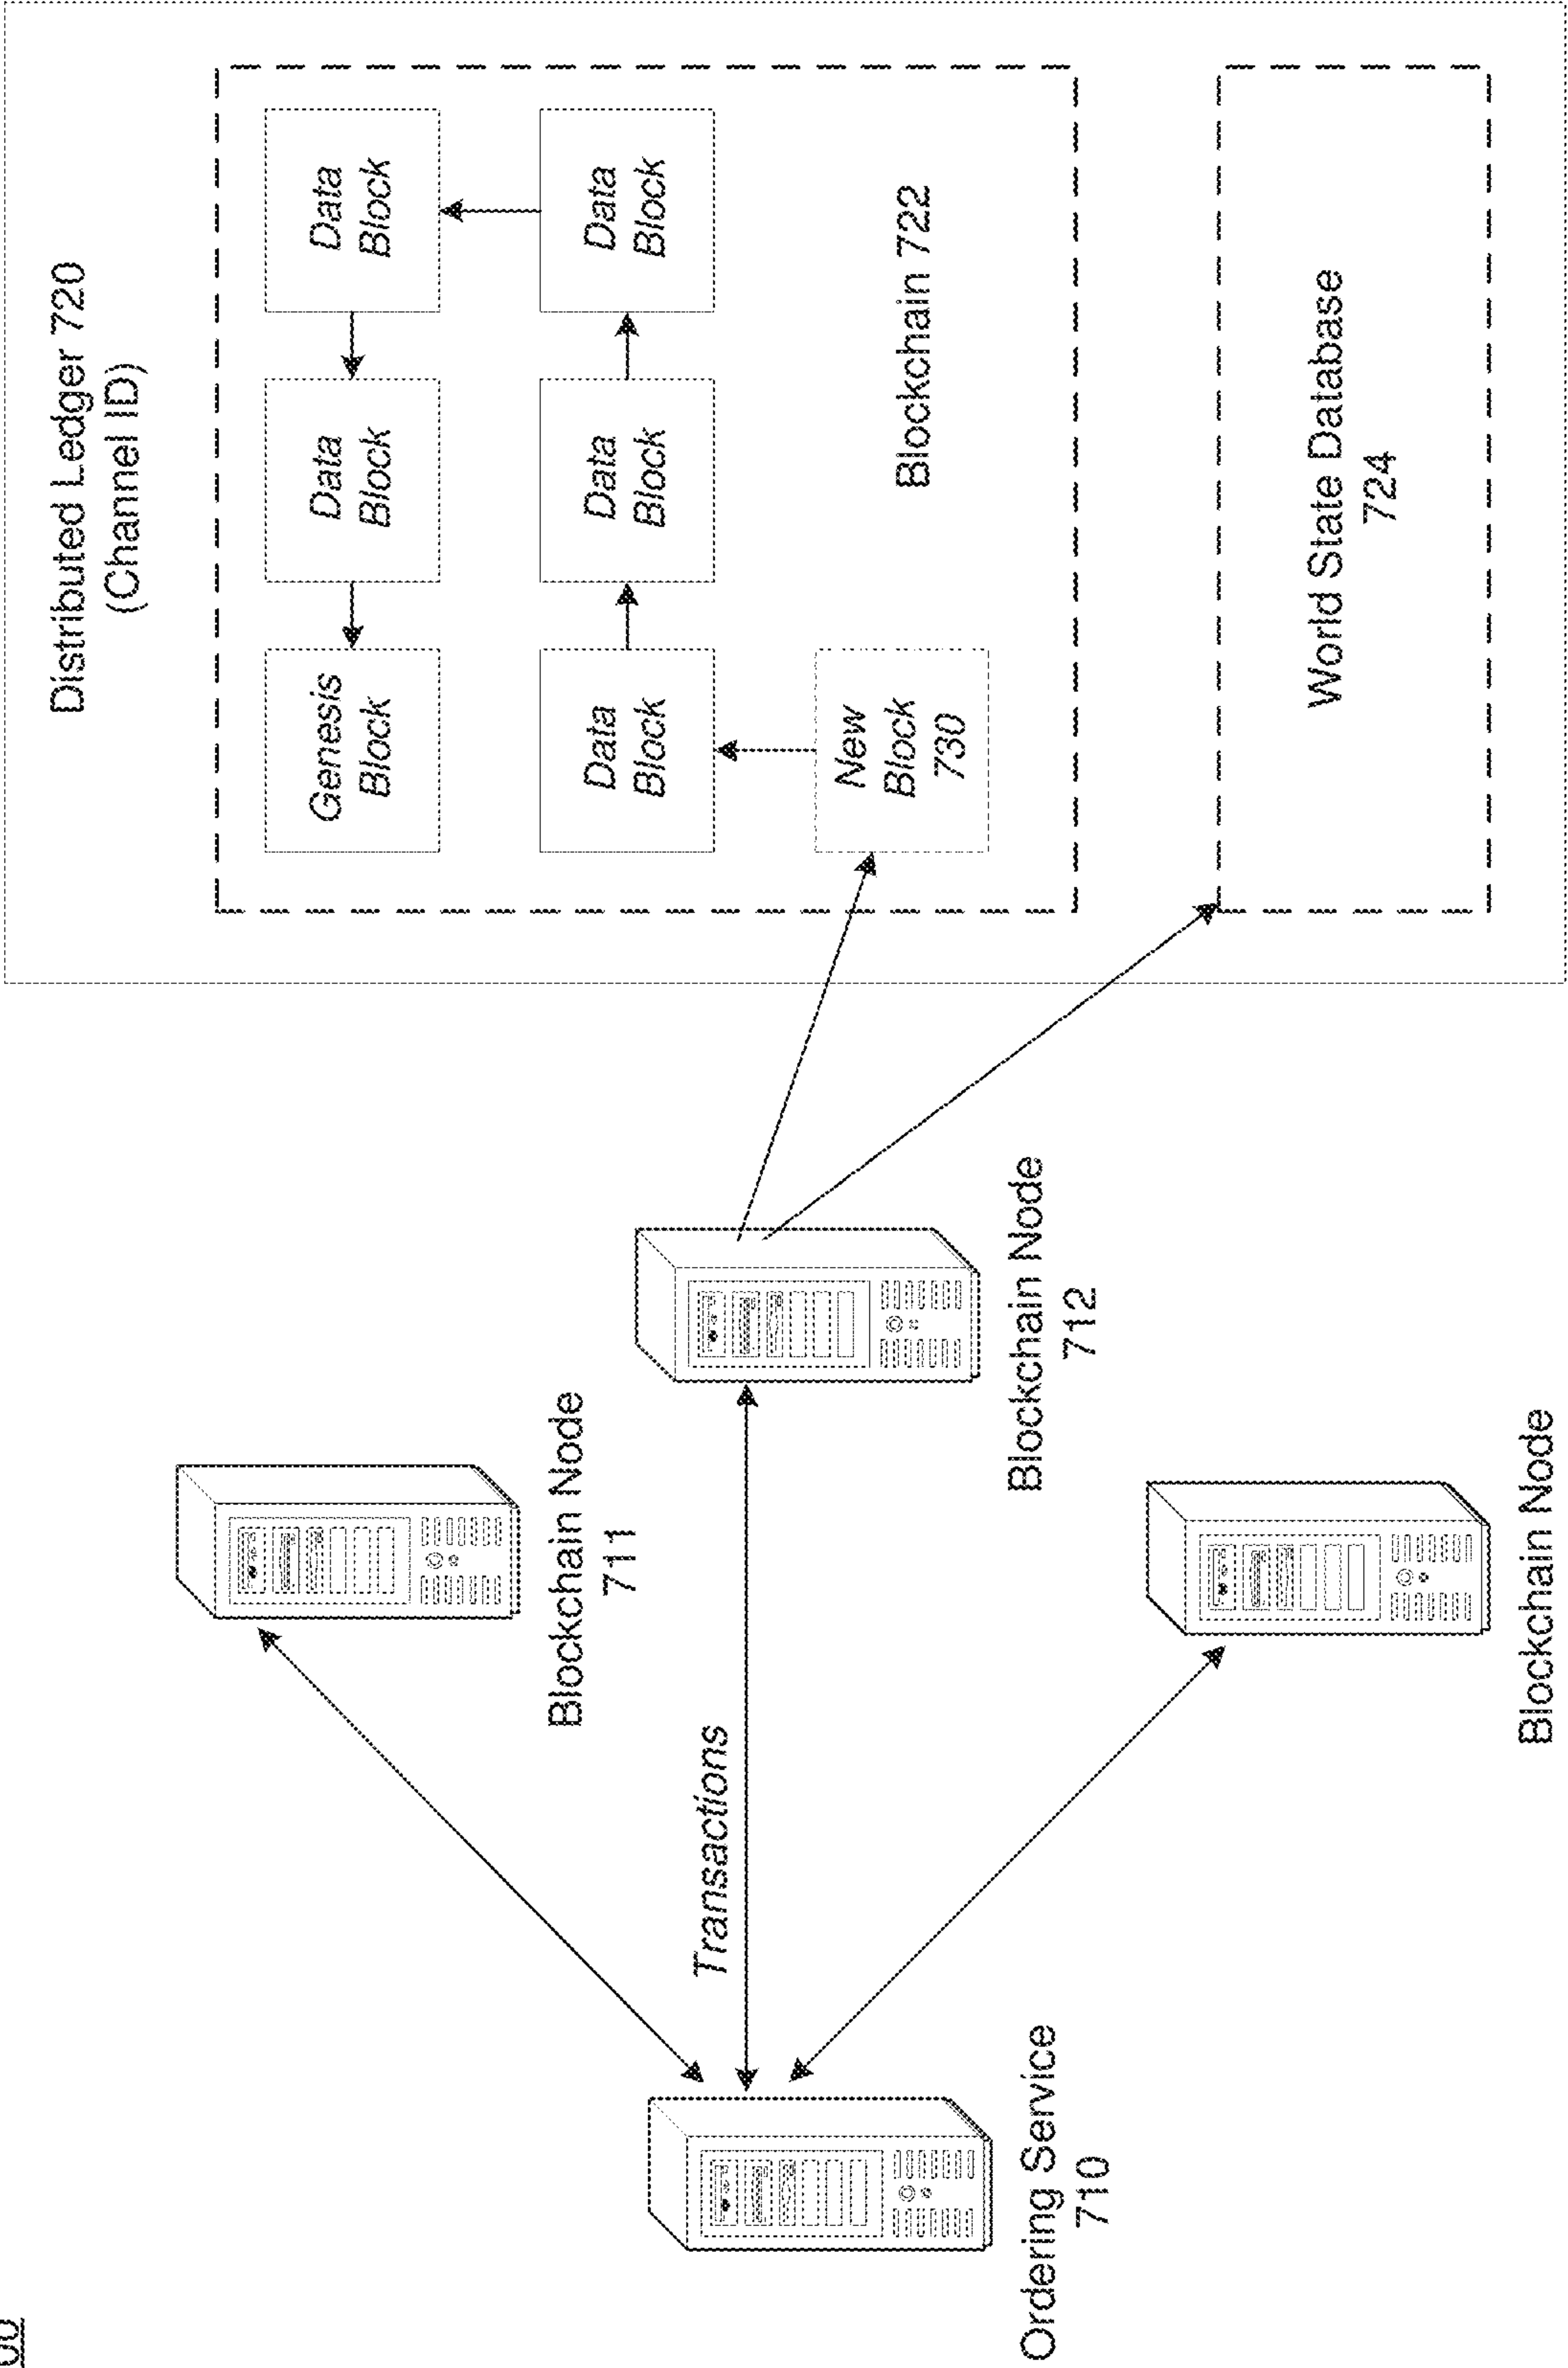 Distributed Ledger 720
(Channel ID)
Genesis
Block
Data
Block
Data
Block
Data
Block
Data
Block
Data
Block
New
Block
730
Blockchain 722
World State Database
724
Blockchain Node
711
Transactions
Blockchain Node
712
Ordering Service
710
Blockchain Node